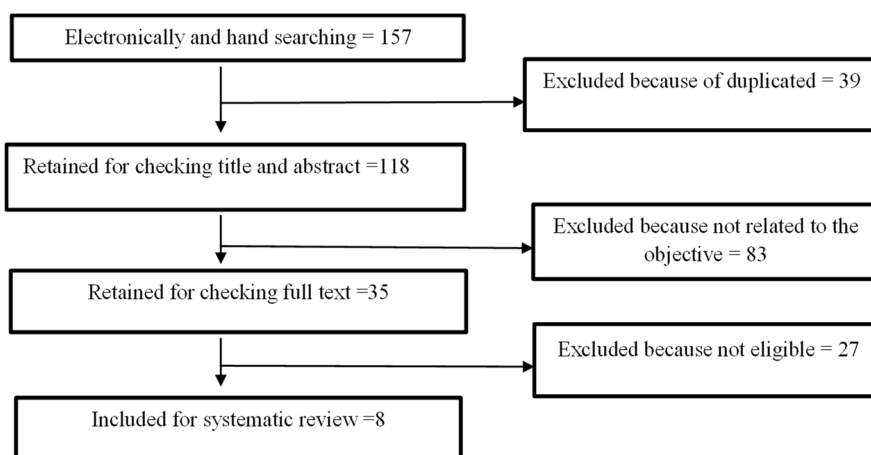 Electronically and hand searching = 157
Excluded because of duplicated = 39
Retained for checking title and abstract =118
Excluded because not related to the
objective = 83
Retained for checking full text =35
Excluded because not eligible = 27
Included for systematic review =8